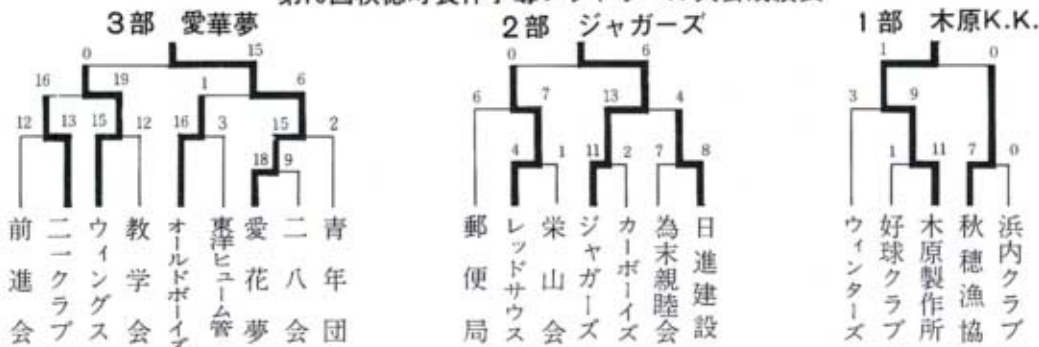 3部 愛華夢
0
15
16
19
1
6
12
13
15
12
16
3
15
2
18
9
前進会
二一クラブ
ウィングス
教学会
オールドボーイズ
東洋ヒューム管
愛花夢
二八会
青年団
2部 ジャガーズ
0
6
6
7
13
4
4
1
11
2
7
8
郵便局
レッドサウス
栄山会
ジャガーズ
カーボーイズ
為末親睦会
日進建設
1部 木原K.K.
1
0
3
9
1
11
7
0
ウィンターズ
好球クラブ
木原製作所
秋穂漁協
浜内クラブ